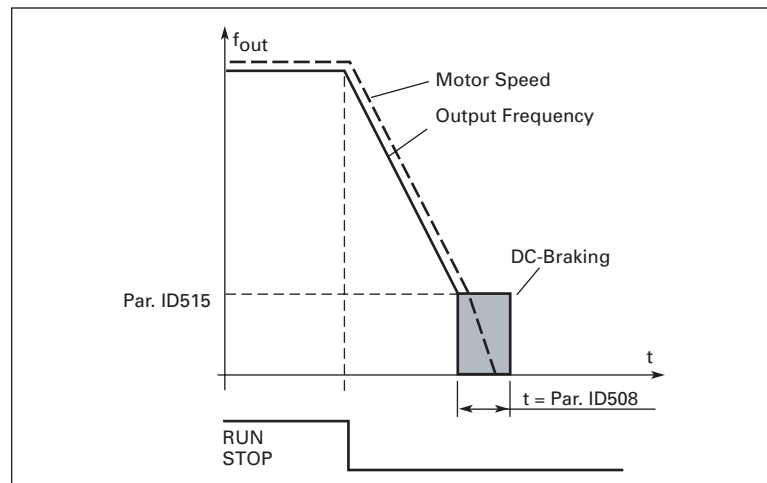 fout
Motor Speed
Output Frequency
DC-Braking
Par. ID515
t
t = Par. ID508
RUN
STOP